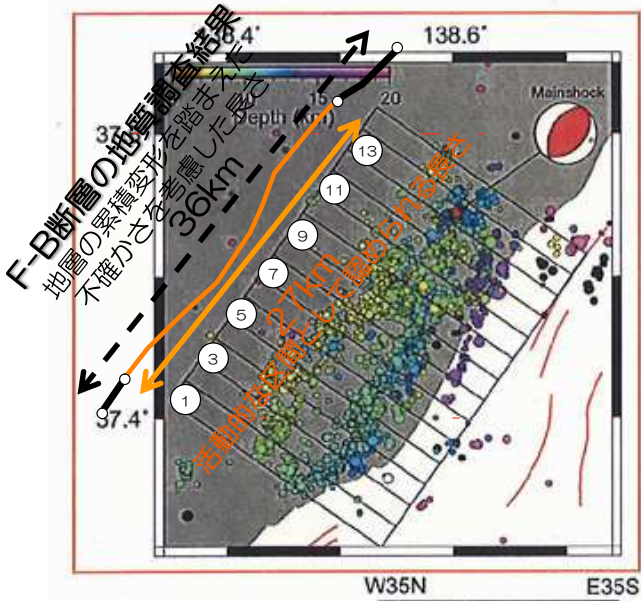 138.6°
F-B断層の地質調査結果
地層の累積変形を踏まえた
不確かさを考慮した長さ
36km
15
20
Depth (km)
Mainshock
活動的な区間として認められる長さ
27km
13
11
9
7
5
3
1
37.4°
W35N
E35S